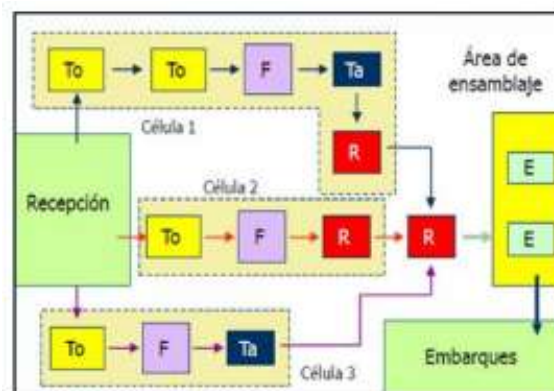 To
To
F
Ta
Área de
ensamblaje
Célula 1
R
E
Recepción
Célula 2
To
F
R
R
E
To
F
Ta
Célula 3
Embarques